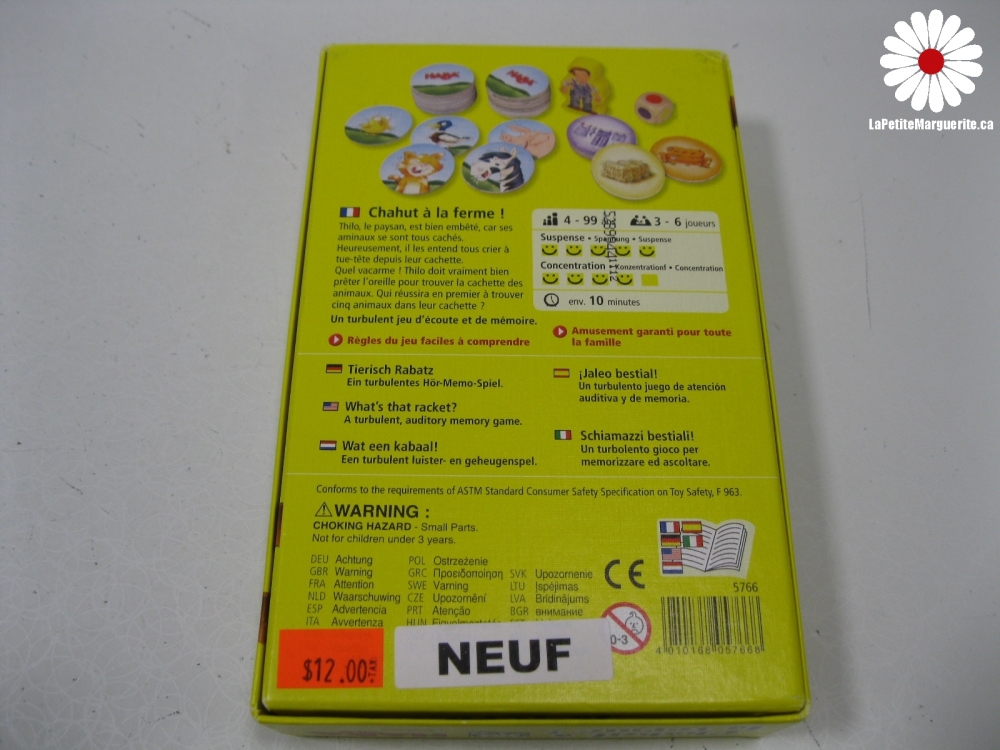 LaPetiteMarguerite.ca
HABA
HABA
Chahut à la ferme !
Thilo, le paysan, est bien embêté, car ses
aminaux se sont tous cachés.
Heureusement, il les entend tous crier à
tue-tête depuis leur cachette.
Quel vacarme ! Thilo doit vraiment bien
prêter l'oreille pour trouver la cachette des
animaux. Qui réussira en premier à trouver
cinq animaux dans leur cachette ?
Un turbulent jeu d'écoute et de mémoire.
Règles du jeu faciles à comprendre
4 - 99
3 - 6 joueurs
Suspense • Spannung • Suspense
Concentration • Konzentration • Concentration
env. 10 minutes
Amusement garanti pour toute
la famille
Tierisch Rabatz
Ein turbulentes Hör-Memo-Spiel.
What's that racket?
A turbulent, auditory memory game.
Wat een kabaal!
Een turbulent luister- en geheugenspel.
¡Jaleo bestial!
Un turbulento juego de atención
auditiva y de memoria.
Schiamazzi bestiali!
Un turbolento gioco per
memorizzare ed ascoltare.
Conforms to the requirements of ASTM Standard Consumer Safety Specification on Toy Safety, F 963.
WARNING :
CHOKING HAZARD - Small Parts.
Not for children under 3 years.
DEU Achtung
GBR Warning
FRA Attention
NLD Waarschuwing
ESP Advertencia
ITA Avvertenza
POL Ostrzeżenie
GRC Προειδοποίηση
SWE Varning
CZE Upozornění
PRT Atenção
HUN
SVK Upozornenie
LTU Įspėjimas
LVA Brīdinājums
BGR внимание
CE
0-3
5766
4 010168 057668
$12.00 +TAX
NEUF